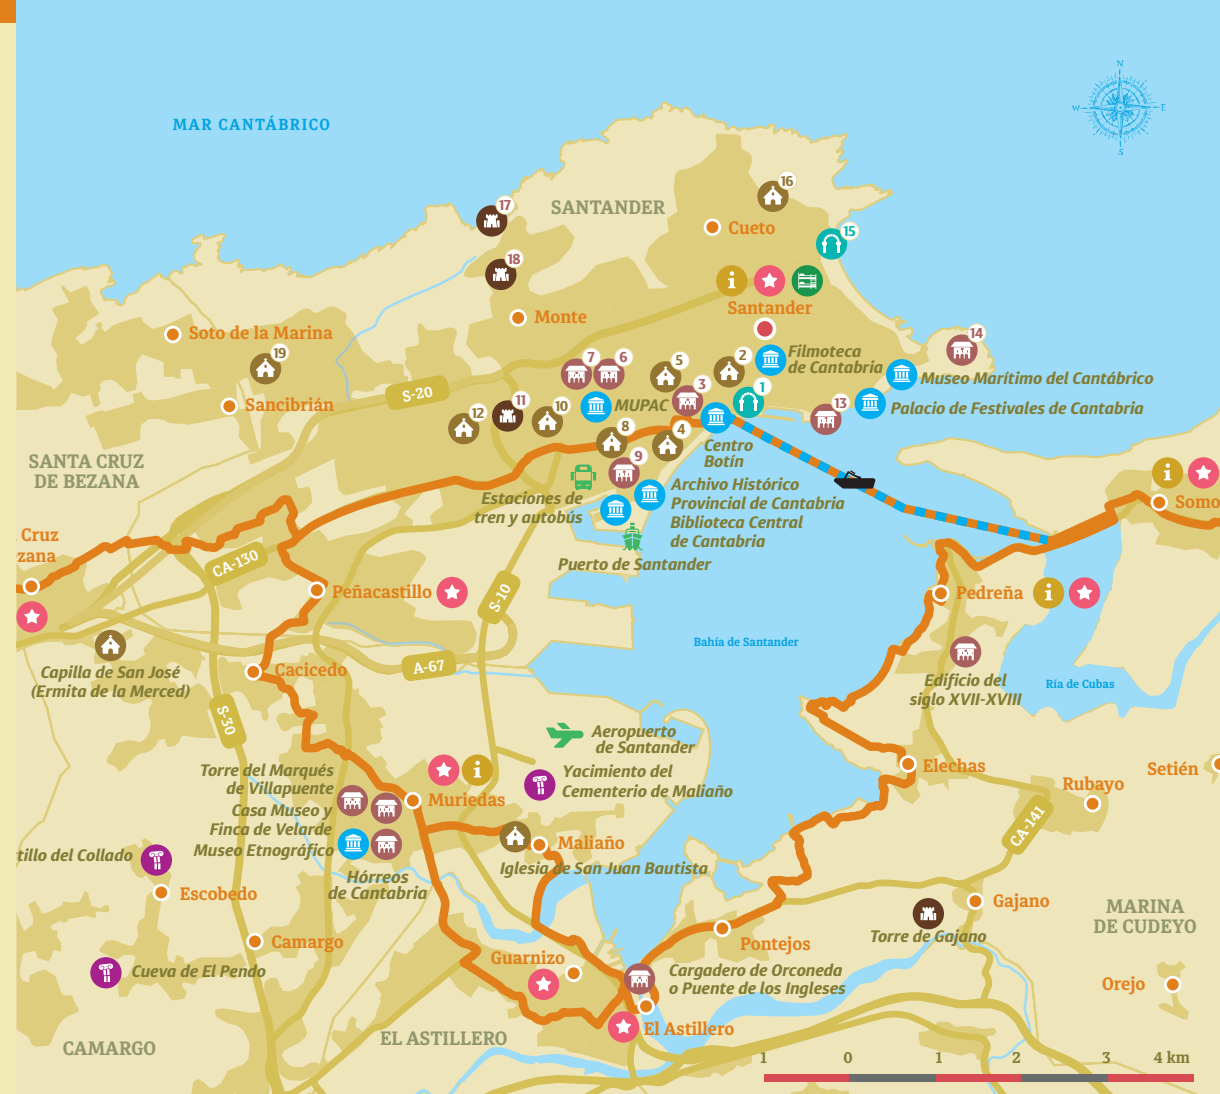 N
W
E
S
MAR CANTÁBRICO
16
17
SANTANDER
Cueto
15
18
Santander
Monte
14
Soto de la Marina
19
7
6
5
2
Filmoteca
de Cantabria
Museo Marítimo del Cantábrico
S-20
1
3
MUPAC
Sancibrián
12
11
10
13
Palacio de Festivales de Cantabria
8
4
Centro
Botín
9
SANTA CRUZ
DE BEZANA
Archivo Histórico
Provincial de Cantabria
Biblioteca Central
de Cantabria
Estaciones de
tren y autobús
Somo
Cruz
zana
CA-130
Puerto de Santander
Peñacastillo
S-10
Pedreña
Bahía de Santander
Capilla de San José
(Ermita de la Merced)
Cacicedo
A-67
Edificio del
siglo XVII-XVIII
Ría de Cubas
S-30
Aeropuerto
de Santander
Torre del Marqués
de Villapuente
Yacimiento del
Cementerio de Maliaño
Elechas
Setién
Rubayo
Casa Museo y
Finca de Velarde
Muriedas
CA-141
Museo Etnográfico
Maliaño
tillo del Collado
Iglesia de San Juan Bautista
Hórreos
de Cantabria
Escobedo
Gajano
MARINA
DE CUDEYO
Camargo
Pontejos
Torre de Gajano
Guarnizo
Cueva de El Pendo
Cargadero de Orconeda
o Puente de los Ingleses
Orejo
El Astillero
EL ASTILLERO
CAMARGO
1 0 1 2 3 4 km